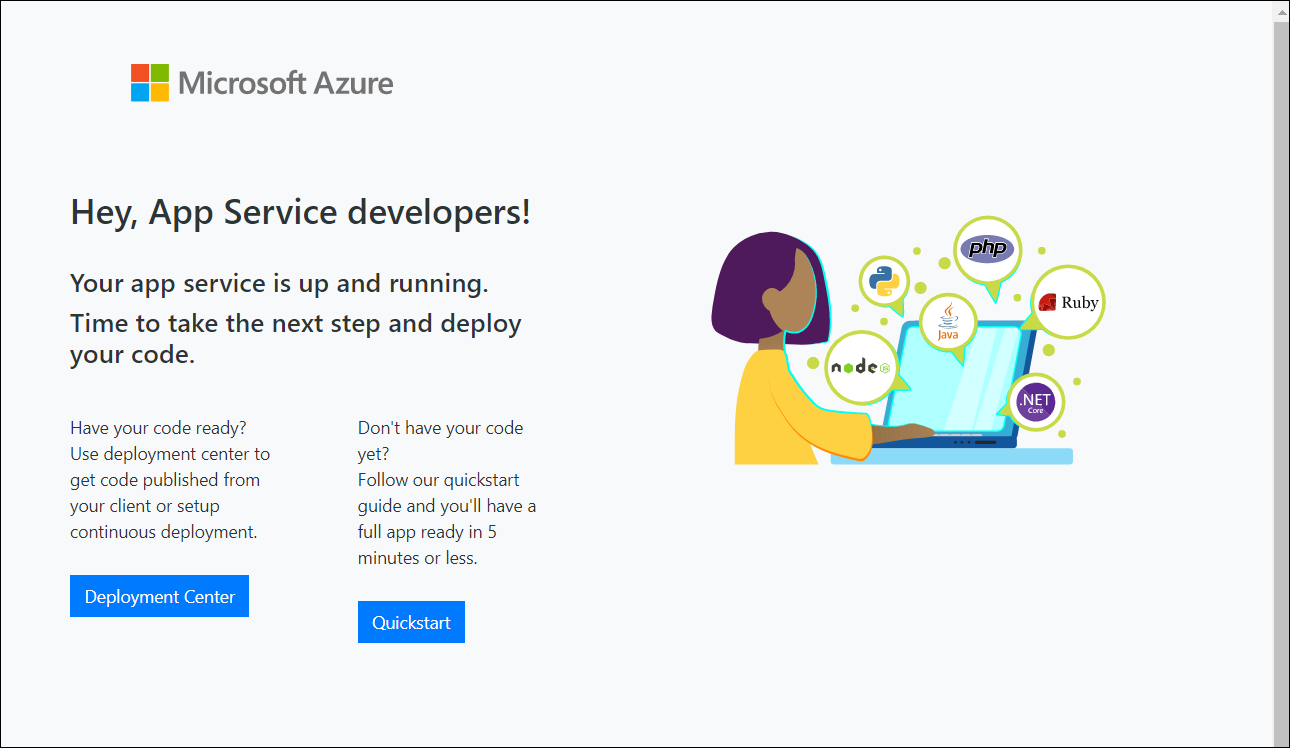 Microsoft Azure
Hey, App Service developers!
Your app service is up and running.
Time to take the next step and deploy
your code.
Have your code ready?
Use deployment center to
get code published from
your client or setup
continuous deployment.
Deployment Center
Don't have your code
yet?
Follow our quickstart
guide and you'll have a
full app ready in 5
minutes or less.
Quickstart
php
Ruby
Java
node
JS
.NET
Core